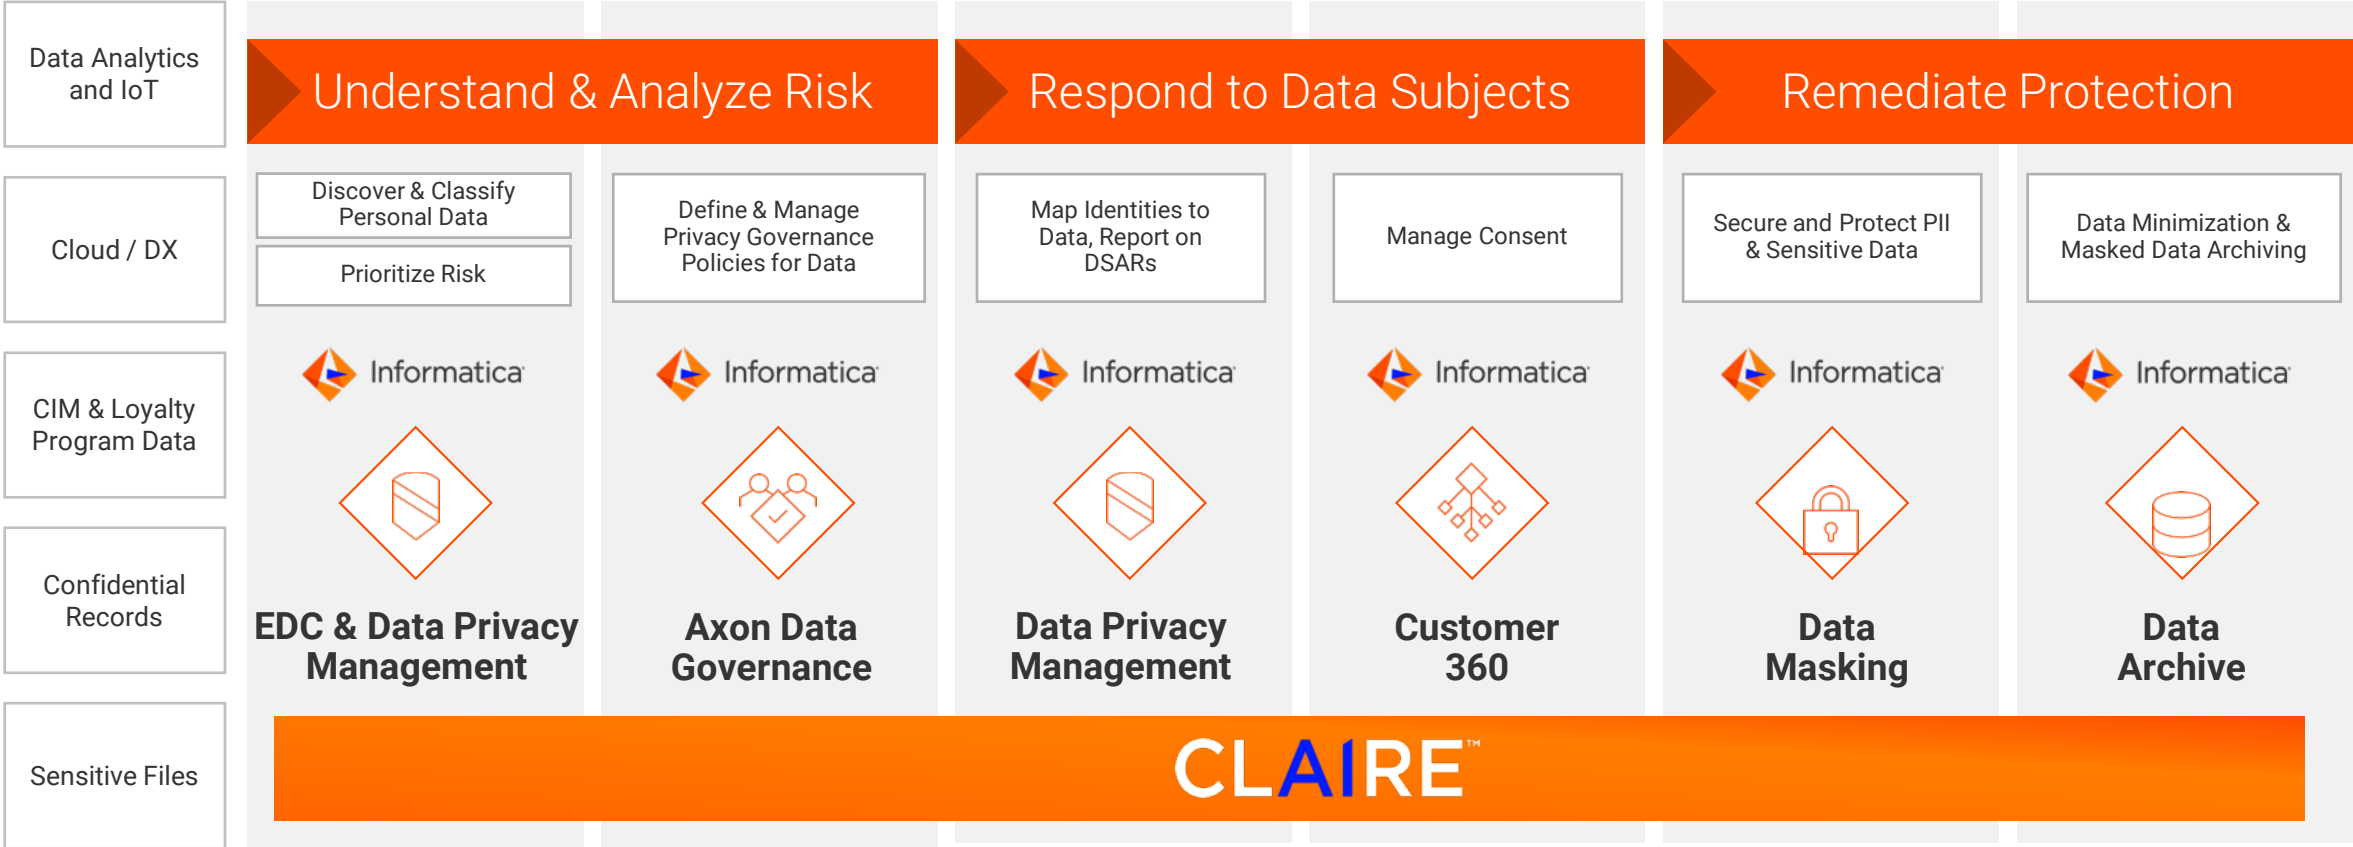 Data Analytics
and IoT
Cloud / DX
CIM & Loyalty
Program Data
Confidential
Records
Sensitive Files
Understand & Analyze Risk
Discover & Classify
Personal Data
Prioritize Risk
Informatica
EDC & Data Privacy
Management
Define & Manage
Privacy Governance
Policies for Data
Informatica
Axon Data
Governance
Respond to Data Subjects
Map Identities to
Data, Report on
DSARs
Informatica
Data Privacy
Management
Manage Consent
Informatica
Customer
360
Remediate Protection
Secure and Protect PII
& Sensitive Data
Informatica
Data
Masking
Data Minimization &
Masked Data Archiving
Informatica
Data
Archive
CLAIRE™